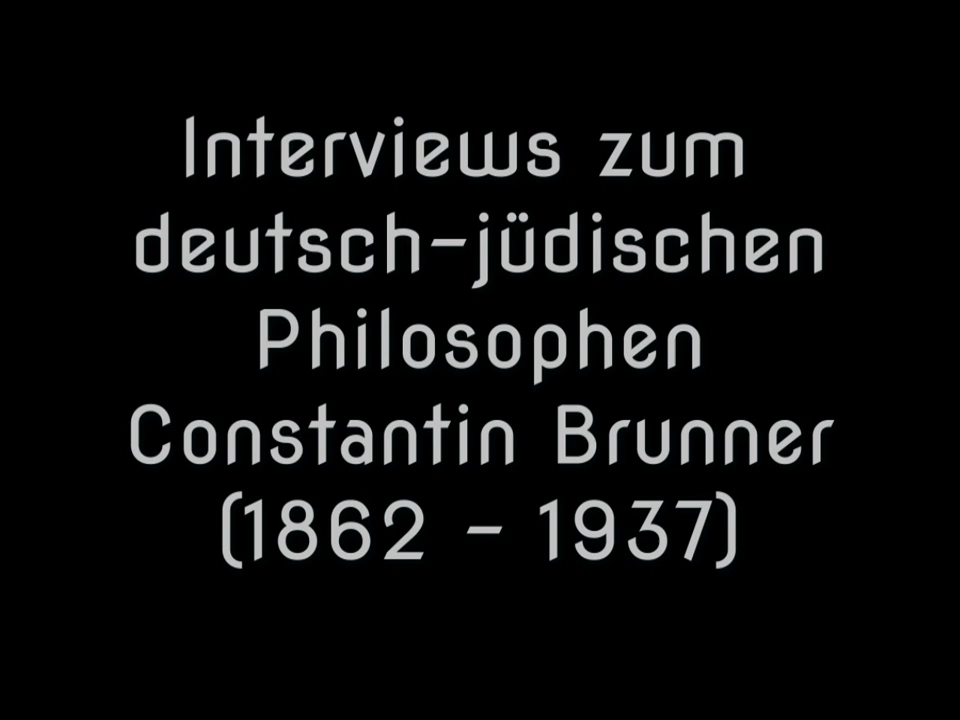 Interviews zum
deutsch-jüdischen
Philosophen
Constantin Brunner
(1862 - 1937)